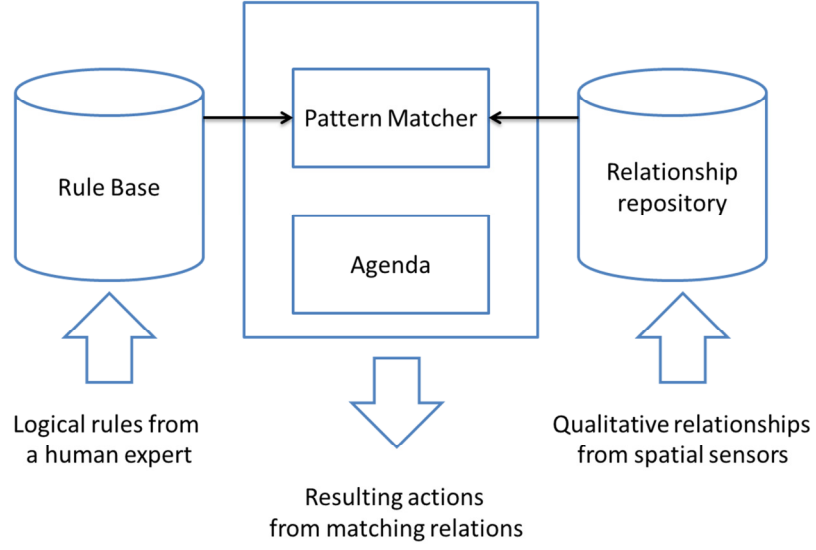 Pattern Matcher
Rule Base
Relationship
repository
Agenda
Logical rules from
a human expert
Qualitative relationships
from spatial sensors
Resulting actions
from matching relations